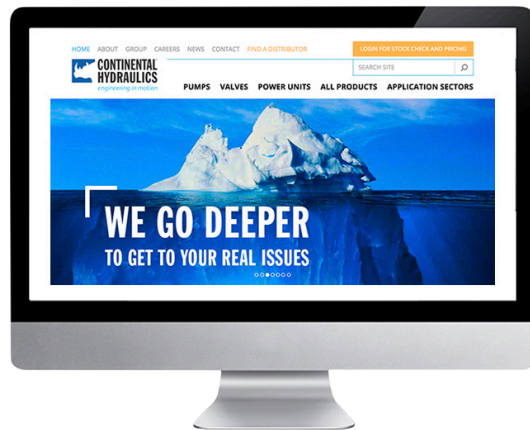 HOME ABOUT GROUP CAREERS NEWS CONTACT FIND A DISTRIBUTOR
LOGIN FOR STOCK CHECK AND PRICING
CONTINENTAL
HYDRAULICS
engineering in motion
SEARCH SITE
PUMPS VALVES POWER UNITS ALL PRODUCTS APPLICATION SECTORS
WE GO DEEPER
TO GET TO YOUR REAL ISSUES